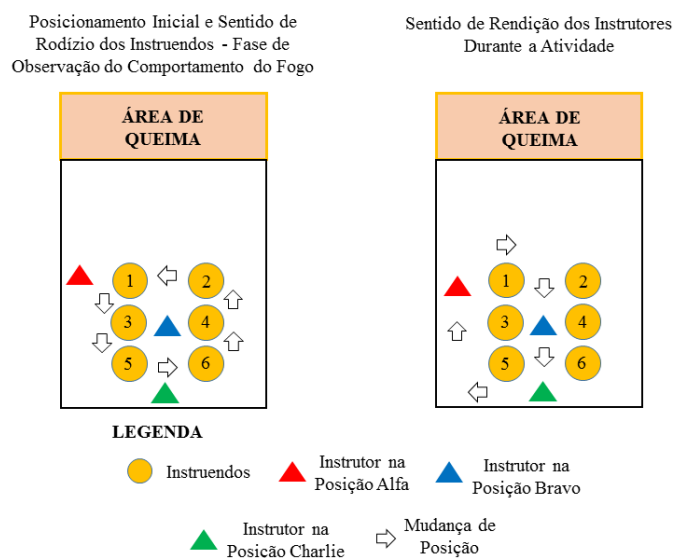 Posicionamento Inicial e Sentido de
Rodízio dos Instruendos - Fase de
Observação do Comportamento do Fogo
Sentido de Rendição dos Instrutores
Durante a Atividade
ÁREA DE
QUEIMA
1
2
3
4
5
6
ÁREA DE
QUEIMA
1
2
3
4
5
6
LEGENDA
Instruendos
Instrutor na
Posição Alfa
Instrutor na
Posição Bravo
Instrutor na
Posição Charlie
Mudança de
Posição